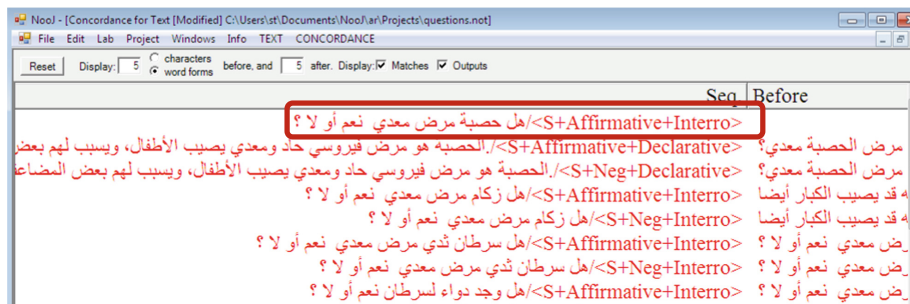 NooJ - [Concordance for Text [Modified] C:\Users\st\Documents\NooJ\ar\Projects\questions.not]
File Edit Lab Project Windows Info TEXT CONCORDANCE
Reset Display: 5 characters word forms before, and 5 after. Display: Matches Outputs
Seq Before
هل حصبة مرض معدي نعم أو لا ؟/<S+Affirmative+Interro>
مرض الحصبة معدي؟ <S+Affirmative+Declarative>/.الحصبة هو مرض فيروسي حاد ومعدي يصيب الأطفال، ويسبب لهم بعض
مرض الحصبة معدي؟ <S+Neg+Declarative>/.الحصبة هو مرض فيروسي حاد ومعدي يصيب الأطفال، ويسبب لهم بعض
ه قد يصيب الكبار أيضا <S+Affirmative+Interro>/هل زكام مرض معدي نعم أو لا ؟
ه قد يصيب الكبار أيضا <S+Neg+Interro>/هل زكام مرض معدي نعم أو لا ؟
رض معدي نعم أو لا ؟ <S+Affirmative+Interro>/هل سرطان ثدي مرض معدي نعم أو لا ؟
رض معدي نعم أو لا ؟ <S+Neg+Interro>/هل سرطان ثدي مرض معدي نعم أو لا ؟
رض معدي نعم أو لا ؟ <S+Affirmative+Interro>/هل وجد دواء لسرطان نعم أو لا ؟